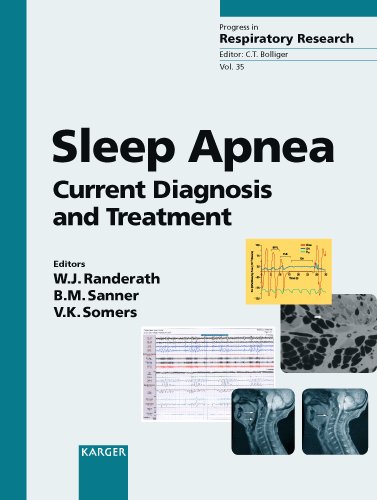 Progress in
Respiratory Research
Editor: C.T. Bolliger
Vol. 35
Sleep Apnea
Current Diagnosis
and Treatment
Editors
W.J. Randerath
B.M. Sanner
V.K. Somers
KARGER